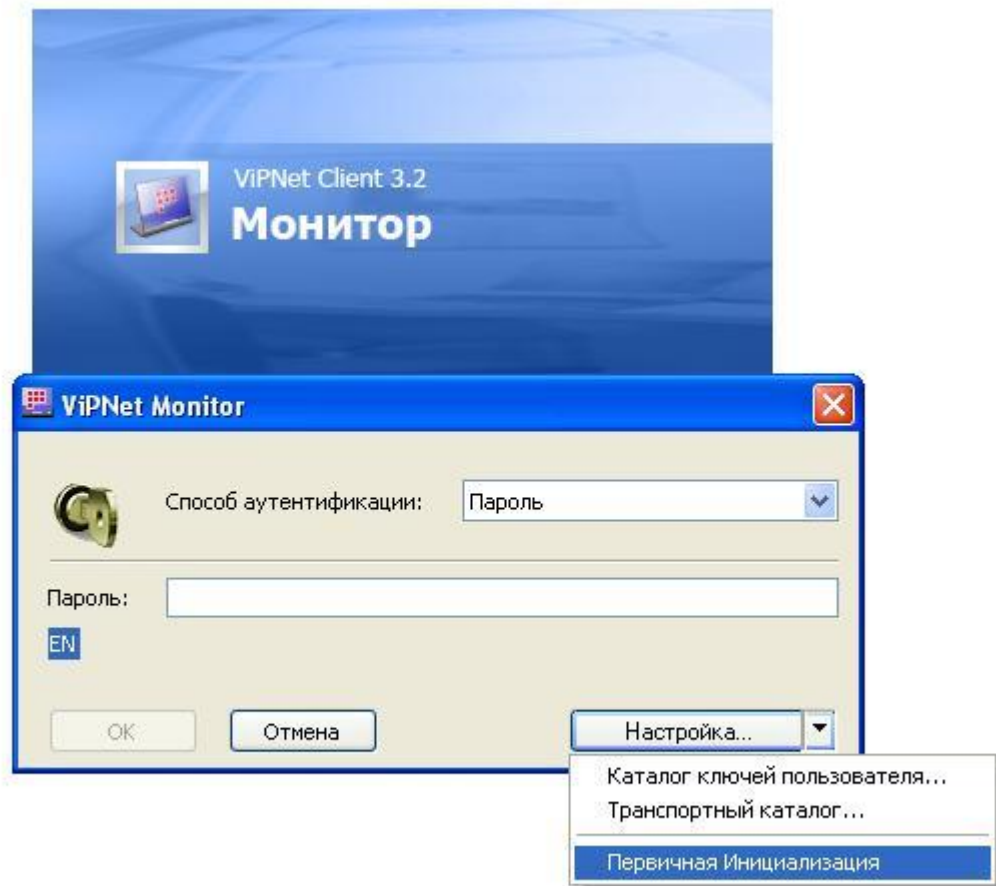 ViPNet Client 3.2
Монитор
ViPNet Monitor
Способ аутентификации: Пароль
Пароль:
EN
OK Отмена Настройка...
Каталог ключей пользователя...
Транспортный каталог...
Первичная Инициализация